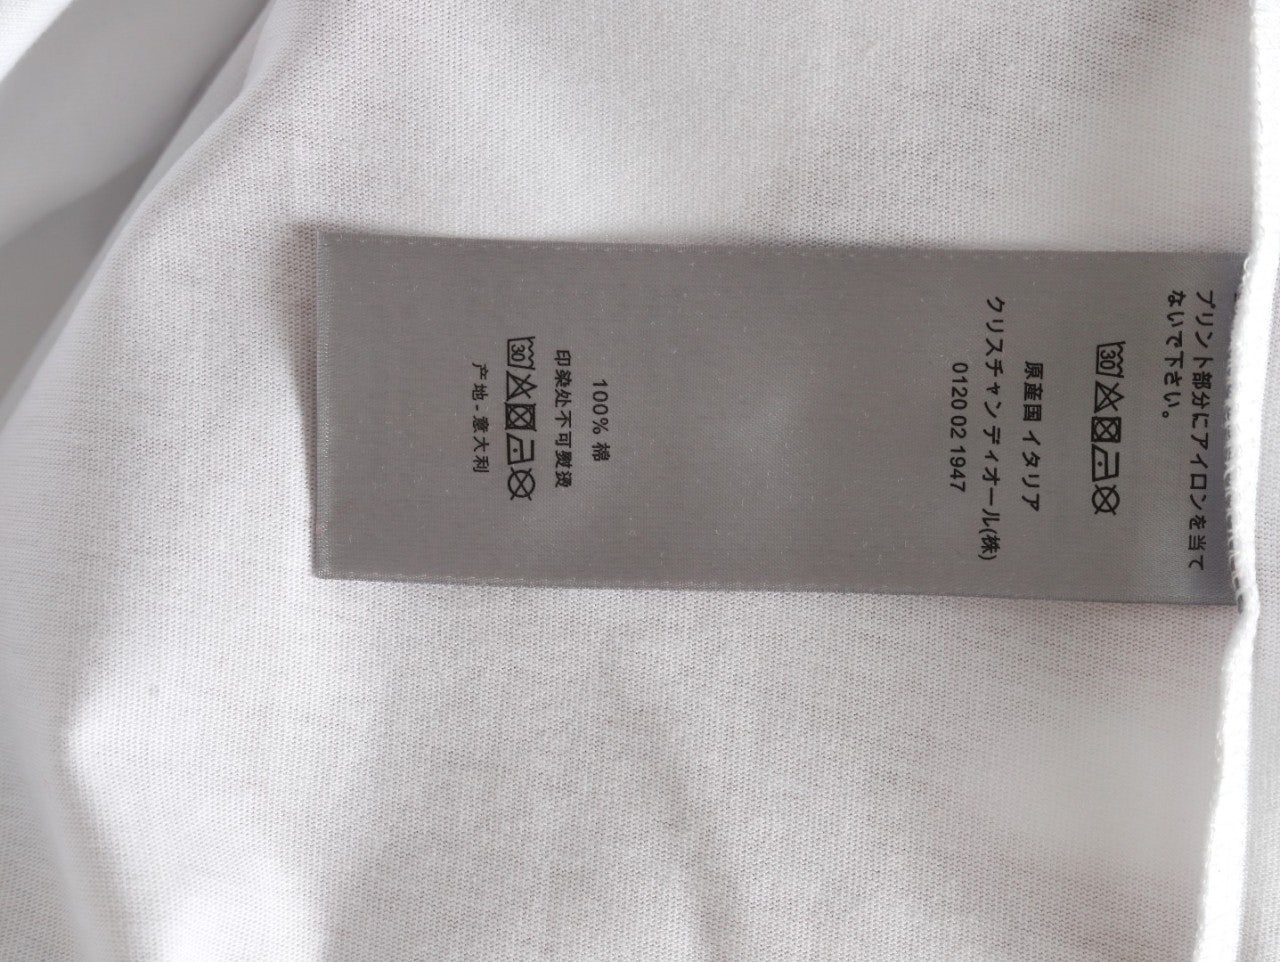 プリント部分にアイロンを当て
ないで下さい。
30
原産国 イタリア
クリスチャン ディオール(株)
0120 02 1947
100% 棉
印染处不可熨烫
30
产地 - 意大利